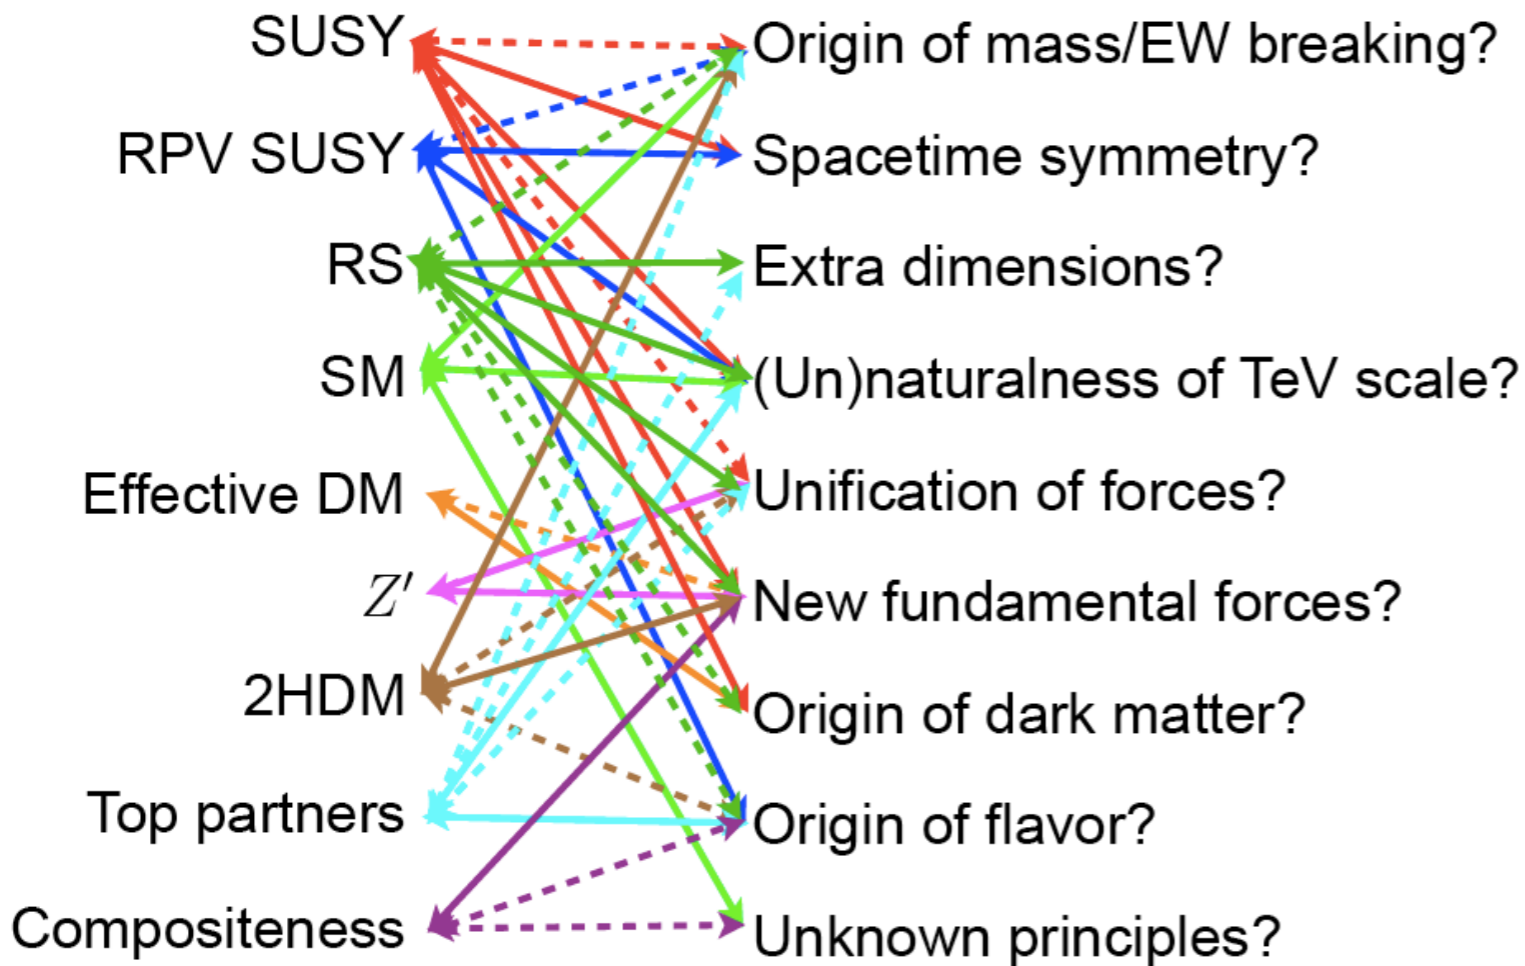 SUSY
RPV SUSY
RS
SM
Effective DM
Z′
2HDM
Top partners
Compositeness
Origin of mass/EW breaking?
Spacetime symmetry?
Extra dimensions?
(Un)naturalness of TeV scale?
Unification of forces?
New fundamental forces?
Origin of dark matter?
Origin of flavor?
Unknown principles?